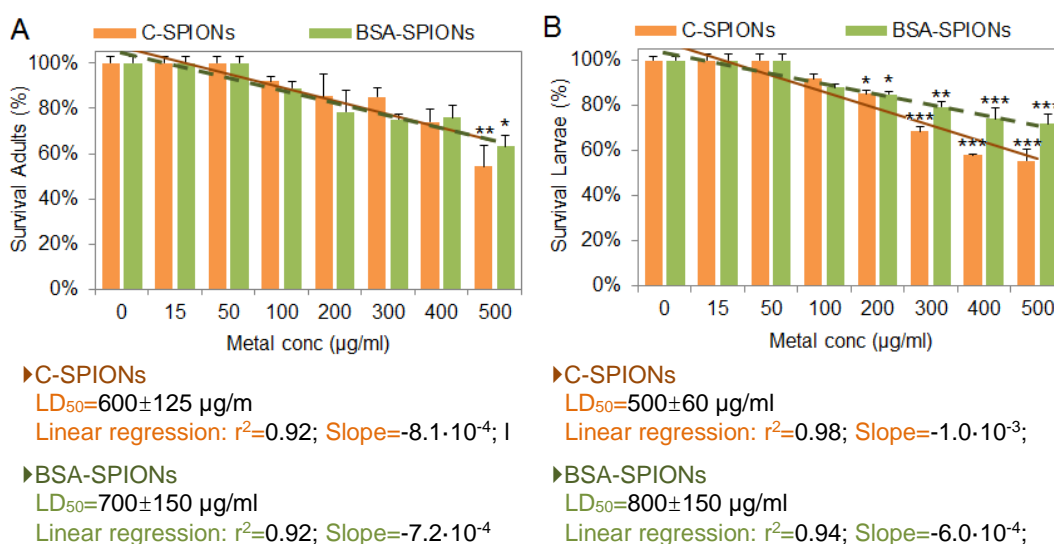 A
C-SPIONs
BSA-SPIONs
Survival Adults (%)
100%
80%
60%
40%
20%
0%
** *
0 15 50 100 200 300 400 500
Metal conc (µg/ml)
▶C-SPIONs
LD50=600±125 µg/m
Linear regression: r²=0.92; Slope=-8.1·10⁻⁴; I
▶BSA-SPIONs
LD50=700±150 µg/ml
Linear regression: r²=0.92; Slope=-7.2·10⁻⁴
B
C-SPIONs
BSA-SPIONs
Survival Larvae (%)
100%
80%
60%
40%
20%
0%
* *
*** **
*** ***
*** ***
0 15 50 100 200 300 400 500
Metal conc (µg/ml)
▶C-SPIONs
LD50=500±60 µg/ml
Linear regression: r²=0.98; Slope=-1.0·10⁻³;
▶BSA-SPIONs
LD50=800±150 µg/ml
Linear regression: r²=0.94; Slope=-6.0·10⁻⁴;